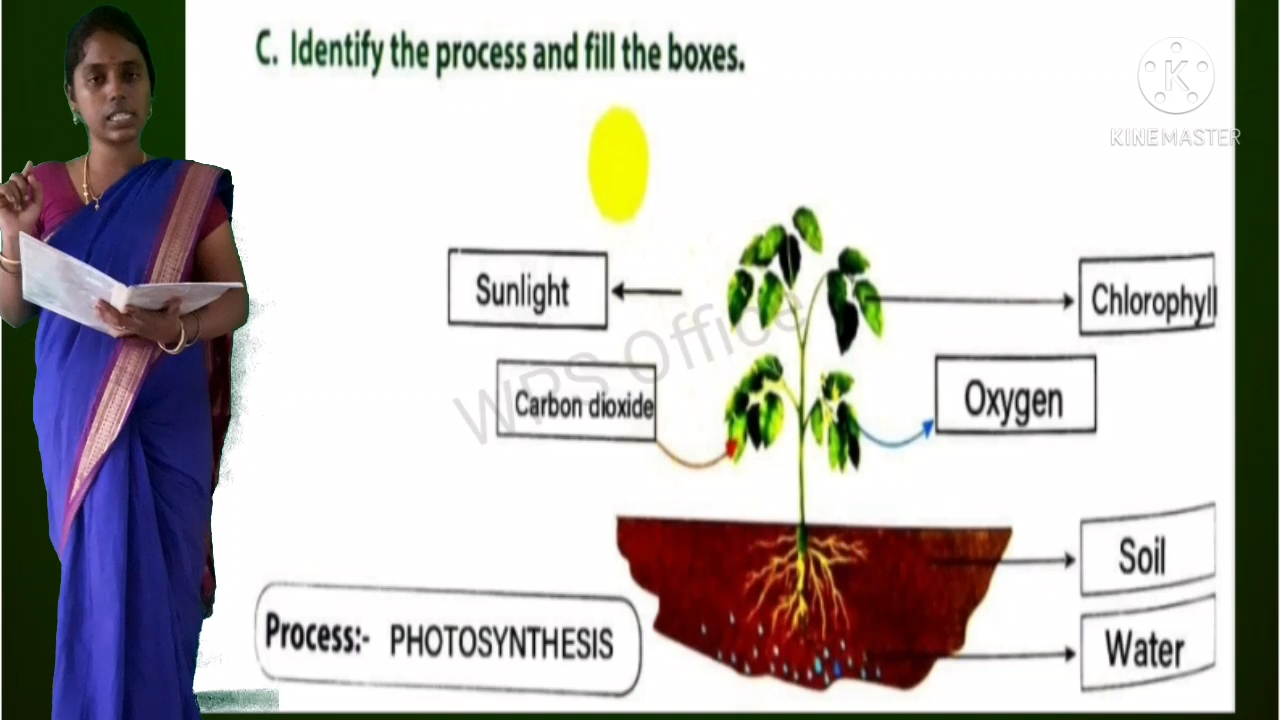 C. Identify the process and fill the boxes.
K
KINEMASTER
Sunlight
Chlorophyll
WPS Office
Carbon dioxide
Oxygen
Soil
Process:- PHOTOSYNTHESIS
Water